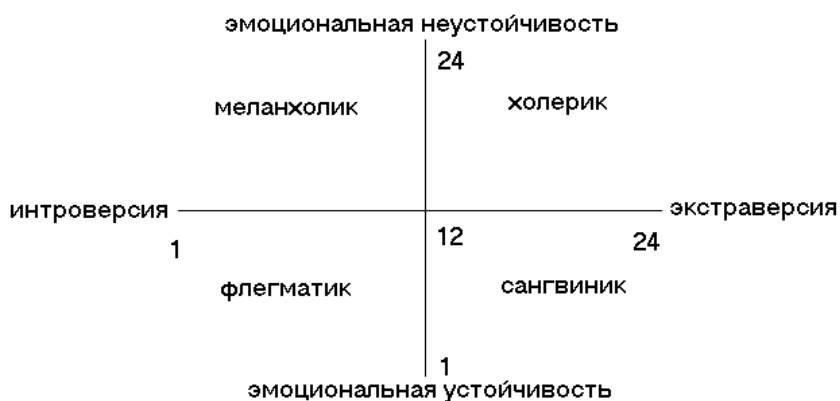 эмоциональная неустойчивость
24
меланхолик
холерик
интроверсия
экстраверсия
1
12
24
флегматик
сангвиник
1
эмоциональная устойчивость